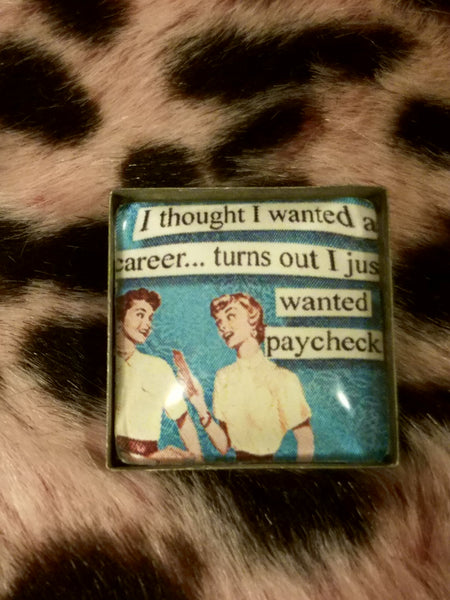 I thought I wanted a
career... turns out I jus
wanted
paycheck